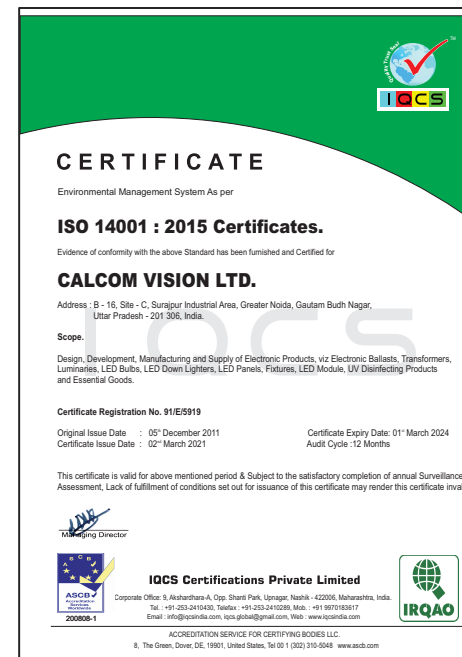 Quality Trust Seal
TM
IQCS
CERTIFICATE
Environmental Management System As per
ISO 14001 : 2015 Certificates.
Evidence of conformity with the above Standard has been furnished and Certified for
CALCOM VISION LTD.
Address : B - 16, Site - C, Surajpur Industrial Area, Greater Noida, Gautam Budh Nagar,
Uttar Pradesh - 201 306, India.
IQCS
Scope.
Design, Development, Manufacturing and Supply of Electronic Products, viz Electronic Ballasts, Transformers,
Luminaries, LED Bulbs, LED Down Lighters, LED Panels, Fixtures, LED Module, UV Disinfecting Products
and Essential Goods.
Certificate Registration No. 91/E/5919
Original Issue Date : 05th December 2011 Certificate Expiry Date: 01st March 2024
Certificate Issue Date : 02nd March 2021 Audit Cycle :12 Months
This certificate is valid for above mentioned period & Subject to the satisfactory completion of annual Surveillance
Assessment, Lack of fulfillment of conditions set out for issuance of this certificate may render this certificate inval
Managing Director
ASCB
ASCB
Accreditation
Services
Worldwide
200808-1
IQCS Certifications Private Limited
Corporate Office: 9, Akshardhara-A, Opp. Shanti Park, Upnagar, Nashik - 422006, Maharashtra, India.
Tel. : +91-253-2410430, Telefax : +91-253-2410289, Mob. : +91 9970183617
Email : info@iqcsindia.com, iqcs.global@gmail.com, Web : www.iqcsindia.com
IRQAO
ACCREDITATION SERVICE FOR CERTIFYING BODIES LLC.
8, The Green, Dover, DE, 19901, United States, Tel 00 1 (302) 310-5048 www.ascb.com